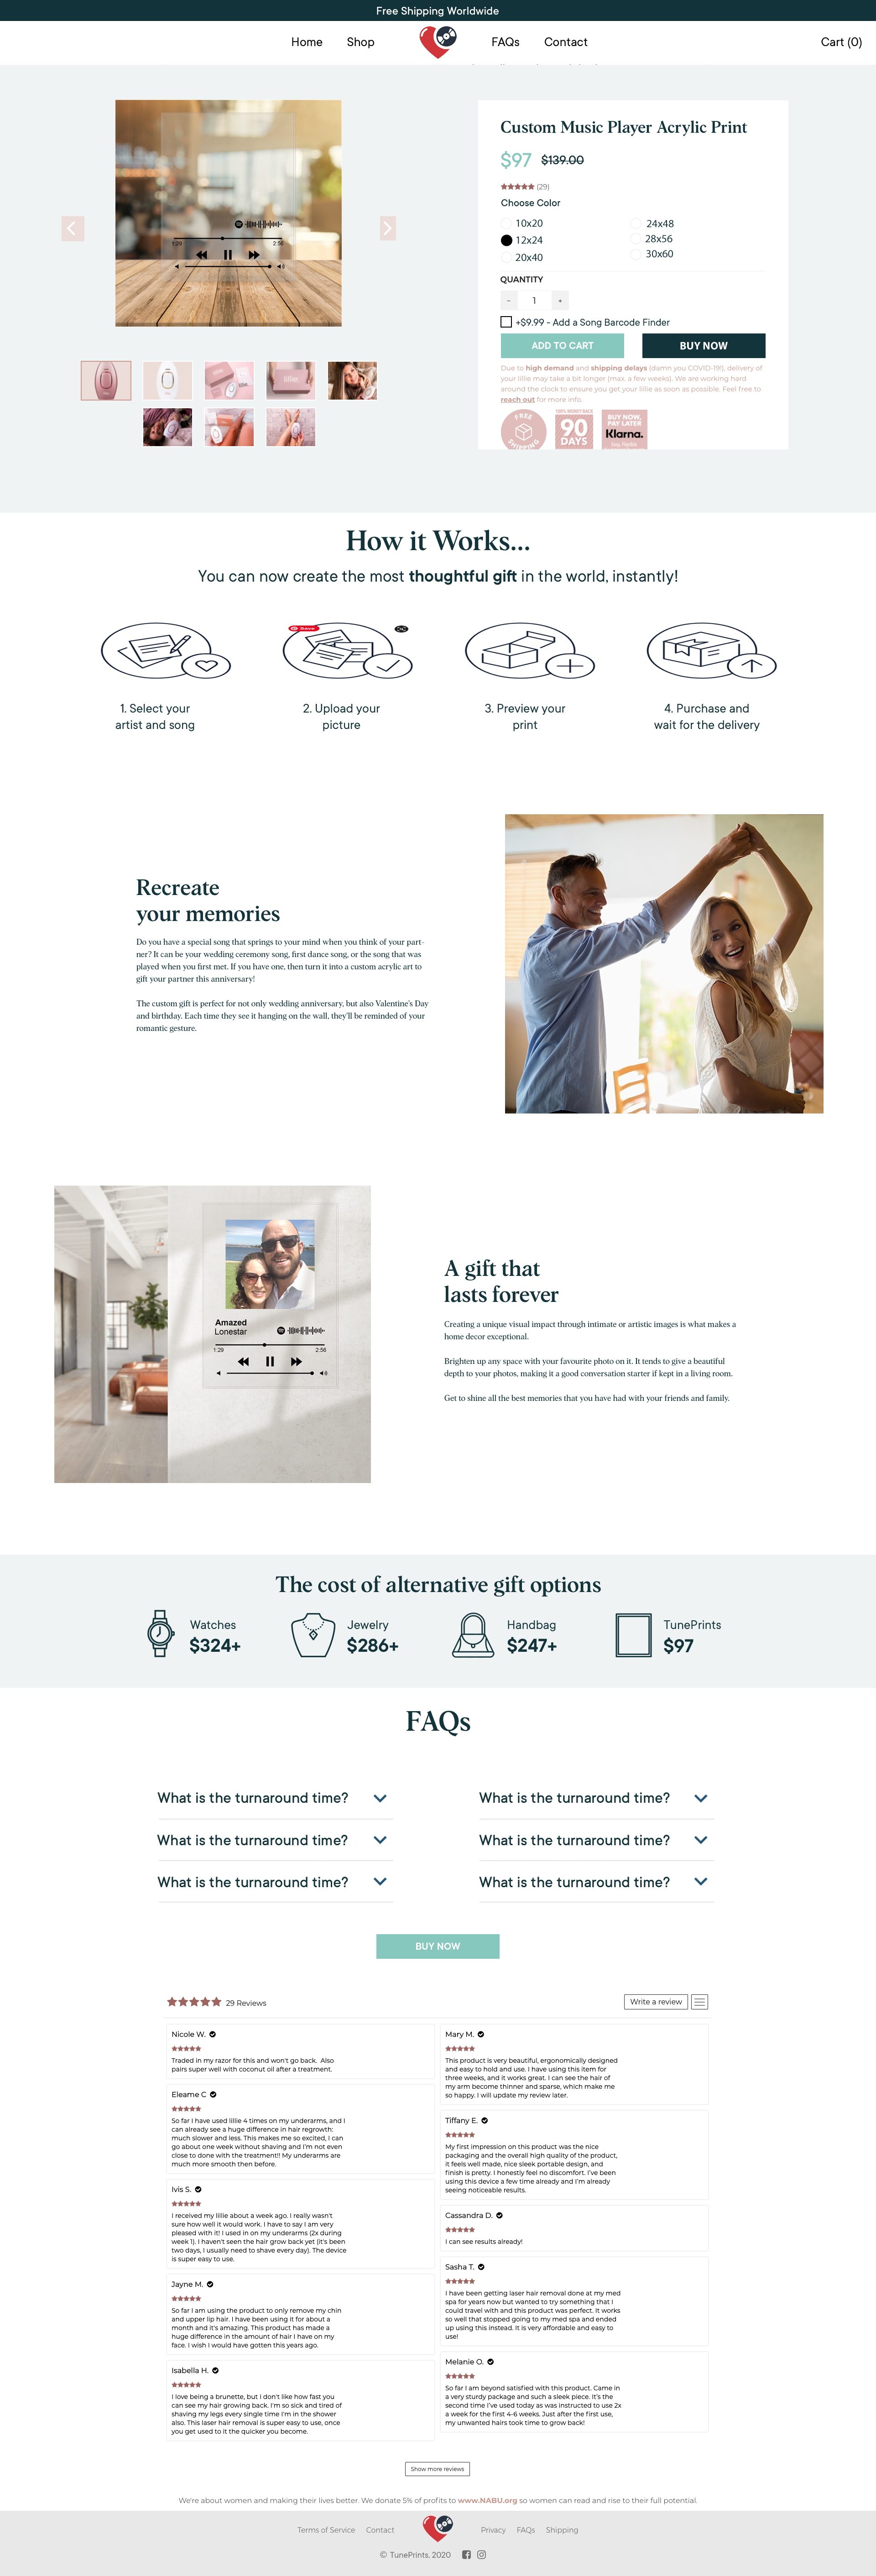 Free Shipping Worldwide
Home
Shop
FAQs
Contact
Cart (0)
1:29
2:56
Custom Music Player Acrylic Print
$97 $139.00
(29)
Choose Color
10x20
12x24
20x40
24x48
28x56
30x60
QUANTITY
- 1 +
+$9.99 - Add a Song Barcode Finder
ADD TO CART
BUY NOW
Due to high demand and shipping delays (damn you COVID-19!), delivery of
your lillie may take a bit longer (max. a few weeks). We are working hard
around the clock to ensure you get your lillie as soon as possible. Feel free to
reach out for more info.
FREE
SHIPPING
100% MONEY BACK
90
DAYS
BUY NOW,
PAY LATER
Klarna.
How it Works...
You can now create the most thoughtful gift in the world, instantly!
Save
1. Select your
artist and song
2. Upload your
picture
3. Preview your
print
4. Purchase and
wait for the delivery
Recreate
your memories
Do you have a special song that springs to your mind when you think of your part-
ner? It can be your wedding ceremony song, first dance song, or the song that was
played when you first met. If you have one, then turn it into a custom acrylic art to
gift your partner this anniversary!
The custom gift is perfect for not only wedding anniversary, but also Valentine's Day
and birthday. Each time they see it hanging on the wall, they'll be reminded of your
romantic gesture.
Amazed
Lonestar
1:29
2:56
A gift that
lasts forever
Creating a unique visual impact through intimate or artistic images is what makes a
home decor exceptional.
Brighten up any space with your favourite photo on it. It tends to give a beautiful
depth to your photos, making it a good conversation starter if kept in a living room.
Get to shine all the best memories that you have had with your friends and family.
The cost of alternative gift options
Watches
$324+
Jewelry
$286+
Handbag
$247+
TunePrints
$97
FAQs
What is the turnaround time?
What is the turnaround time?
What is the turnaround time?
What is the turnaround time?
What is the turnaround time?
What is the turnaround time?
BUY NOW
29 Reviews
Write a review
Nicole W.
Traded in my razor for this and won't go back. Also
pairs super well with coconut oil after a treatment.
Eleame C
So far I have used lillie 4 times on my underarms, and I
can already see a huge difference in hair regrowth:
much slower and less. This makes me so excited, I can
go about one week without shaving and I'm not even
close to done with the treatment!! My underarms are
much more smooth then before.
Ivis S.
I received my lillie about a week ago. I really wasn't
sure how well it would work. I have to say I am very
pleased with it! I used in on my underarms (2x during
week 1). I haven't seen the hair grow back yet (it's been
two days, I usually need to shave every day). The device
is super easy to use.
Jayne M.
So far I am using the product to only remove my chin
and upper lip hair. I have been using it for about a
month and it's amazing. This product has made a
huge difference in the amount of hair I have on my
face. I wish I would have gotten this years ago.
Isabella H.
I love being a brunette, but I don't like how fast you
can see my hair growing back. I'm so sick and tired of
shaving my legs every single time I'm in the shower
also. This laser hair removal is super easy to use, once
you get used to it the quicker you become.
Mary M.
This product is very beautiful, ergonomically designed
and easy to hold and use. I have using this item for
three weeks, and it works great. I can see the hair of
my arm become thinner and sparse, which make me
so happy. I will update my review later.
Tiffany E.
My first impression on this product was the nice
packaging and the overall high quality of the product,
it feels well made, nice sleek portable design, and
finish is pretty. I honestly feel no discomfort. I've been
using this device a few time already and I'm already
seeing noticeable results.
Cassandra D.
I can see results already!
Sasha T.
I have been getting laser hair removal done at my med
spa for years now but wanted to try something that I
could travel with and this product was perfect. It works
so well that stopped going to my med spa and ended
up using this instead. It is very affordable and easy to
use!
Melanie O.
So far I am beyond satisfied with this product. Came in
a very sturdy package and such a sleek piece. It's the
second time I've used today as was instructed to use 2x
a week for the first 4-6 weeks. Just after the first use,
my unwanted hairs took time to grow back!
Show more reviews
We're about women and making their lives better. We donate 5% of profits to www.NABU.org so women can read and rise to their full potential.
Terms of Service
Contact
Privacy
FAQs
Shipping
© TunePrints, 2020